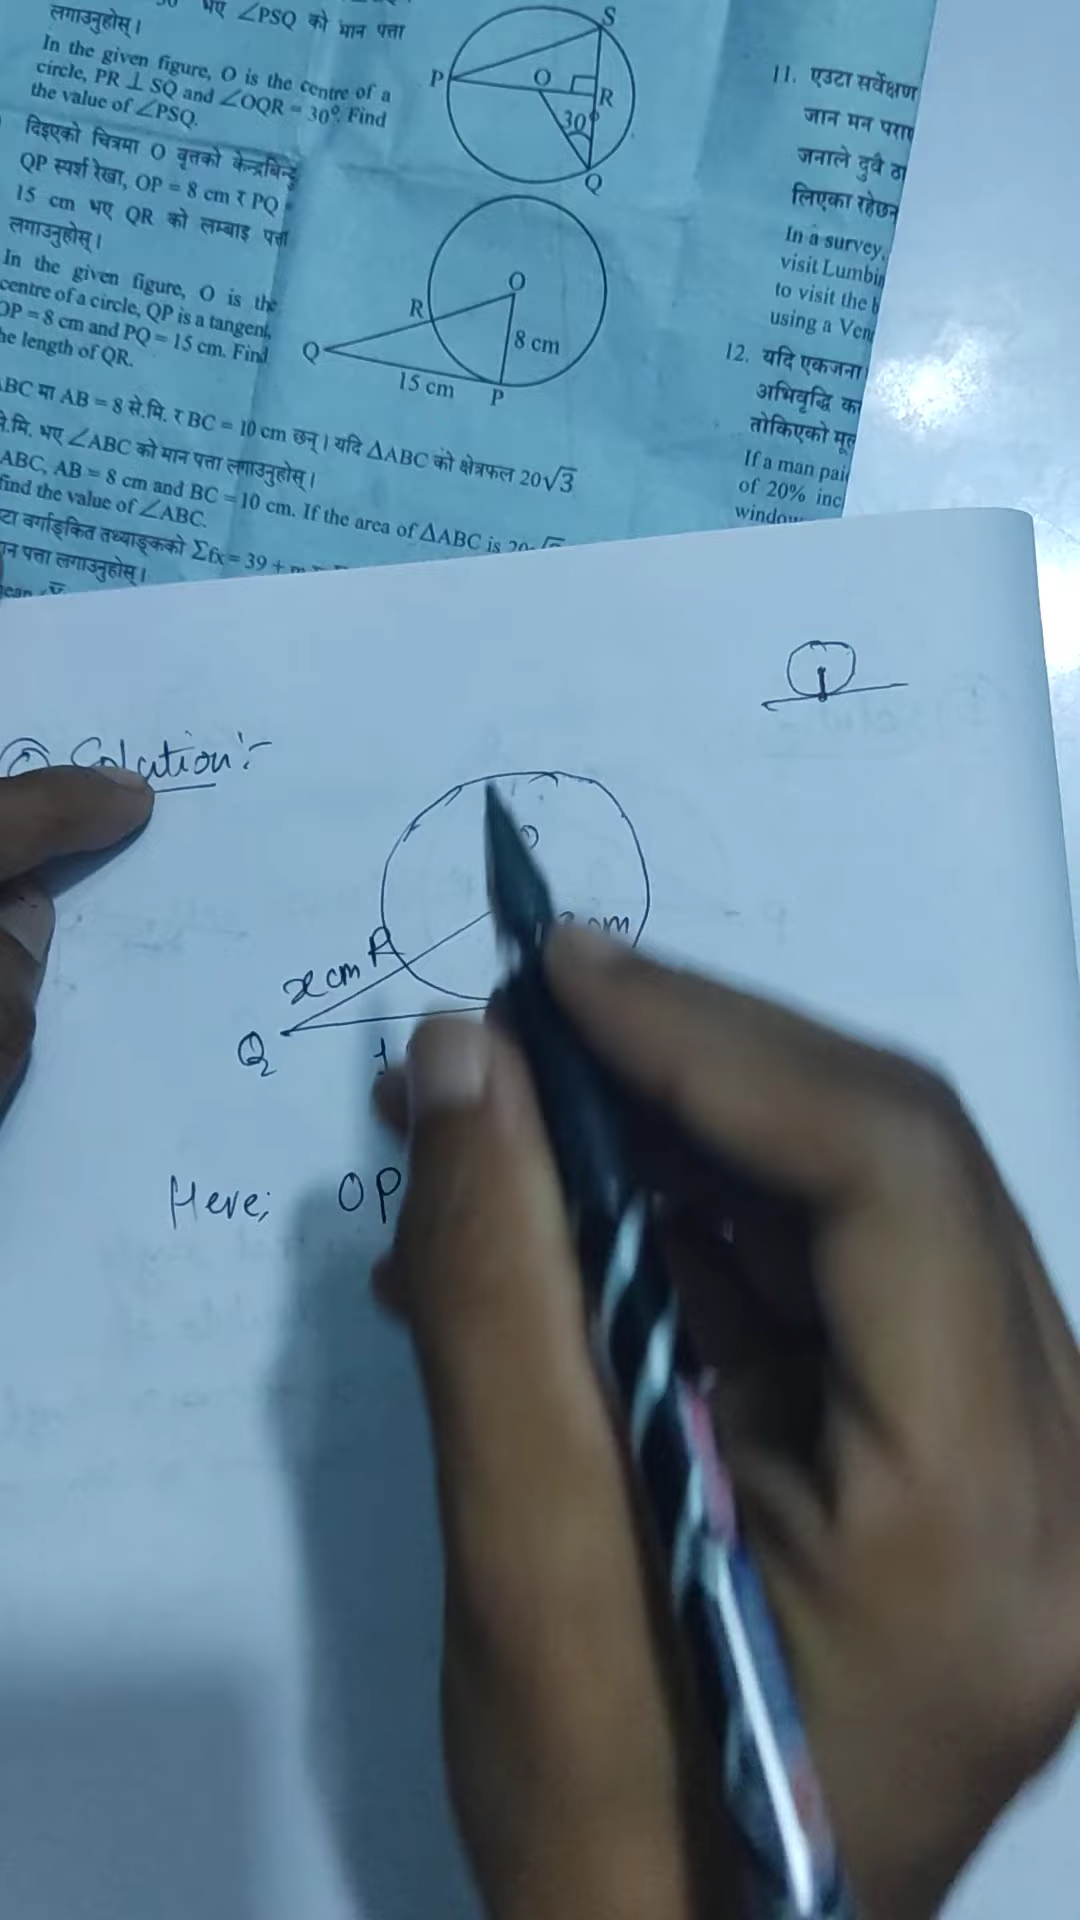 भए ∠PSQ को मान पत्ता
लगाउनुहोस् ।
In the given figure, O is the centre of a
circle, PR ⊥ SQ and ∠OQR = 30°. Find
the value of ∠PSQ.
S
P
O
R
30°
Q
दिइएको चित्रमा O वृत्तको केन्द्रबिन्दु
QP स्पर्श रेखा, OP = 8 cm र PQ
15 cm भए QR को लम्बाइ पत्ता
लगाउनुहोस् ।
In the given figure, O is the
centre of a circle, QP is a tangent,
OP = 8 cm and PQ = 15 cm. Find
he length of QR.
O
R
Q
8 cm
15 cm
P
ABC मा AB = 8 से.मि. र BC = 10 cm छन् । यदि ΔABC को क्षेत्रफल 20√3
से.मि. भए ∠ABC को मान पत्ता लगाउनुहोस् ।
ABC, AB = 8 cm and BC = 10 cm. If the area of ΔABC is
find the value of ∠ABC.
टा वर्गाङ्कित तथ्याङ्कको Σfx = 39 +
मान पत्ता लगाउनुहोस् ।
11. एउटा सर्वेक्षण
जान मन
जनाले दुवै
लिएका रहेछन्
In a survey,
visit
to visit the
using a
12. यदि एकजना
अभिवृद्धि
तोकिएको
If a man
of 20%
Solution:-
O
R
x cm
cm
Q
Here; OP